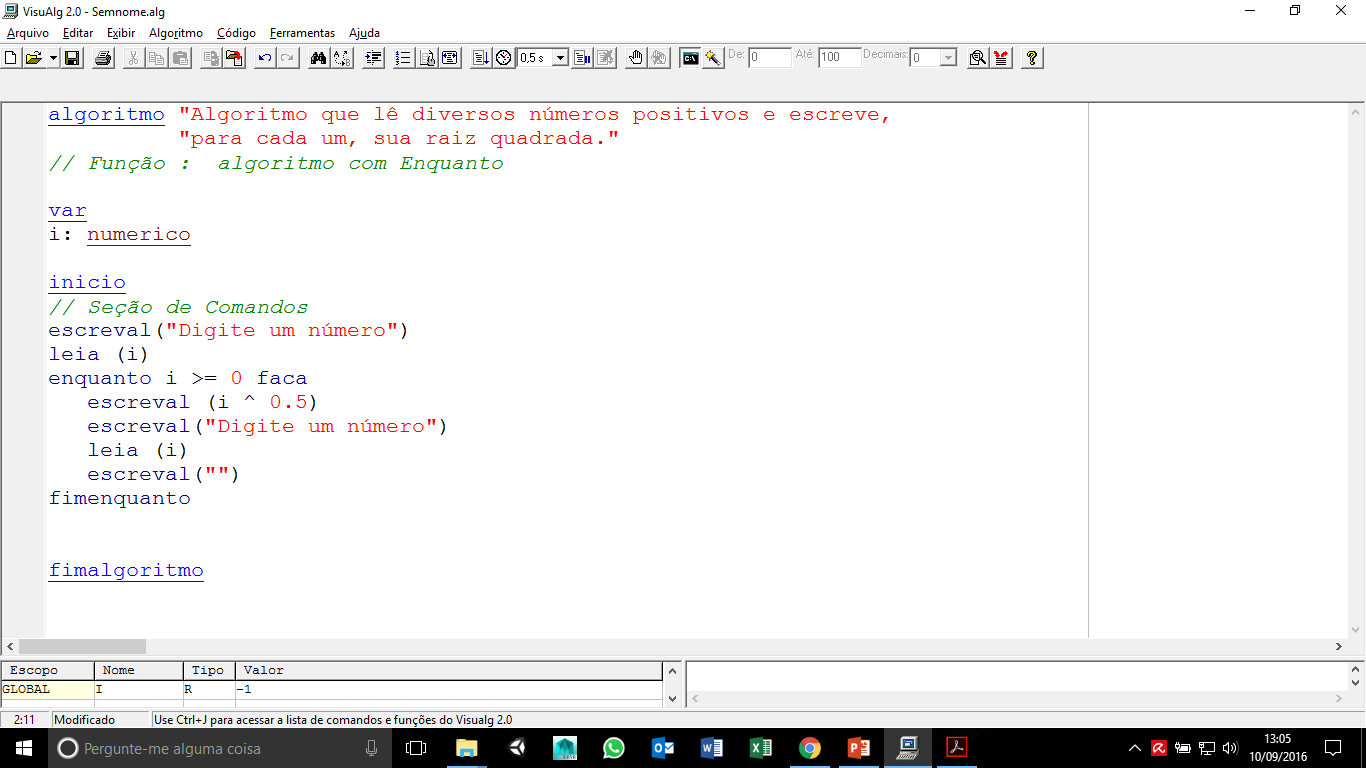 VisuAlg 2.0 - Semnome.alg
Arquivo Editar Exibir Algoritmo Código Ferramentas Ajuda
0,5 s De: 0 Até: 100 Decimais: 0
algoritmo "Algoritmo que lê diversos números positivos e escreve,
"para cada um, sua raiz quadrada."
// Função : algoritmo com Enquanto
var
i: numerico
inicio
// Seção de Comandos
escreval("Digite um número")
leia (i)
enquanto i >= 0 faca
escreval (i ^ 0.5)
escreval("Digite um número")
leia (i)
escreval("")
fimenquanto
fimalgoritmo
Escopo Nome Tipo Valor
GLOBAL I R -1
2:11 Modificado Use Ctrl+J para acessar a lista de comandos e funções do Visualg 2.0
Pergunte-me alguma coisa
13:05
10/09/2016